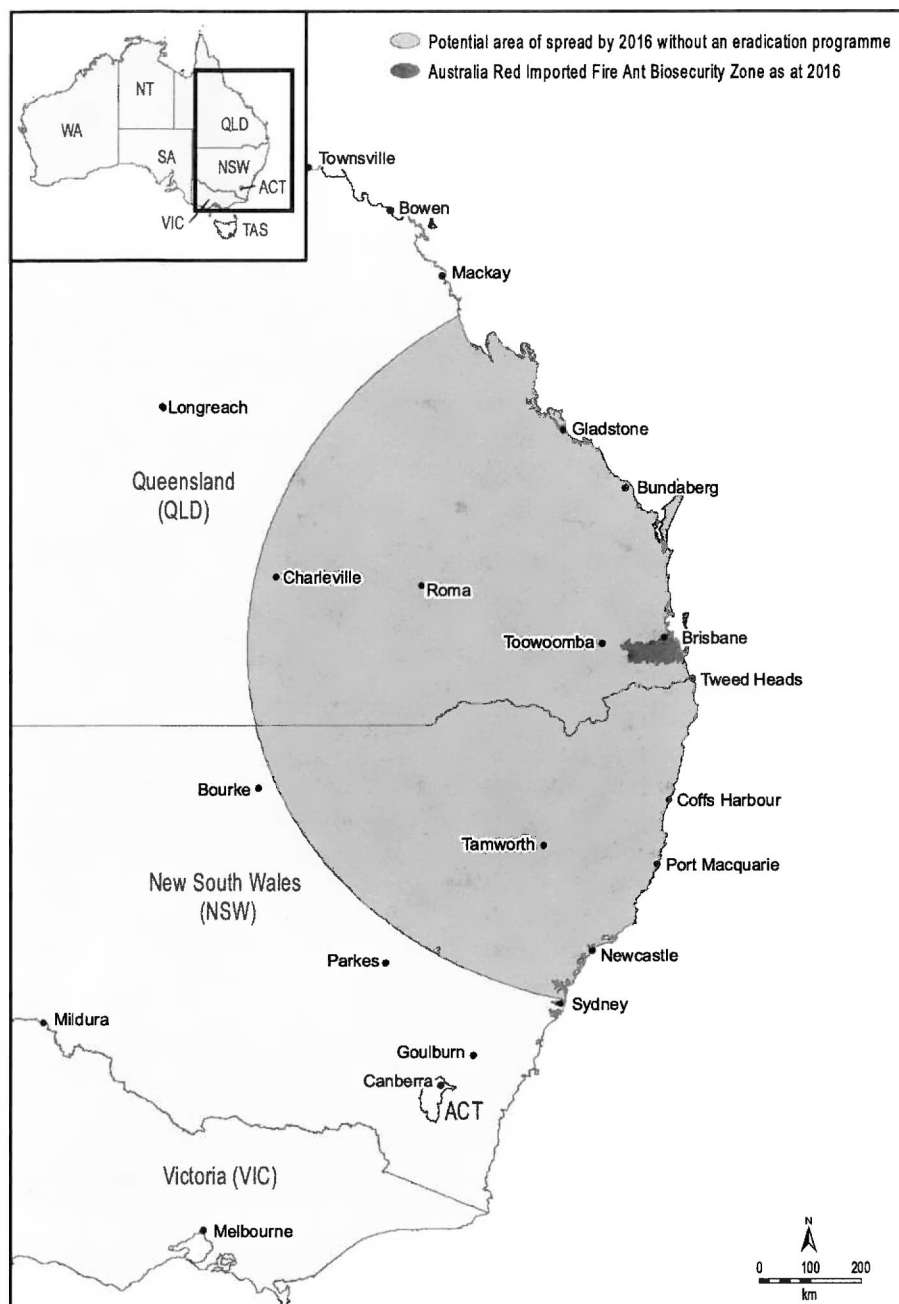 Potential area of spread by 2016 without an eradication programme
Australia Red Imported Fire Ant Biosecurity Zone as at 2016
NT
WA
QLD
SA
NSW
ACT
VIC
TAS
Townsville
Bowen
Mackay
Longreach
Gladstone
Queensland
(QLD)
Bundaberg
Charleville
Roma
Toowoomba
Brisbane
Tweed Heads
Bourke
Coffs Harbour
Tamworth
Port Macquarie
New South Wales
(NSW)
Parkes
Newcastle
Sydney
Mildura
Goulburn
Canberra
ACT
Victoria (VIC)
Melbourne
N
0 100 200
km